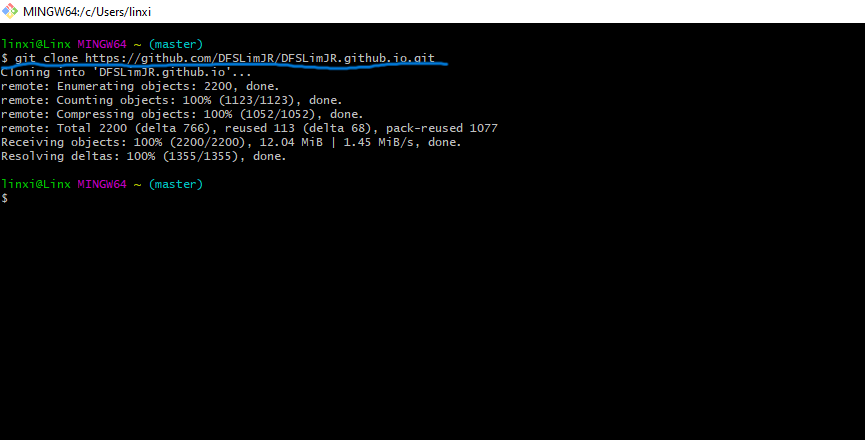 MINGW64:/c/Users/linxi
linxi@Linx MINGW64 ~ (master)
$ git clone https://github.com/DFSLimJR/DFSLimJR.github.io.git
Cloning into 'DFSLimJR.github.io'...
remote: Enumerating objects: 2200, done.
remote: Counting objects: 100% (1123/1123), done.
remote: Compressing objects: 100% (1052/1052), done.
remote: Total 2200 (delta 766), reused 113 (delta 68), pack-reused 1077
Receiving objects: 100% (2200/2200), 12.04 MiB | 1.45 MiB/s, done.
Resolving deltas: 100% (1355/1355), done.
linxi@Linx MINGW64 ~ (master)
$